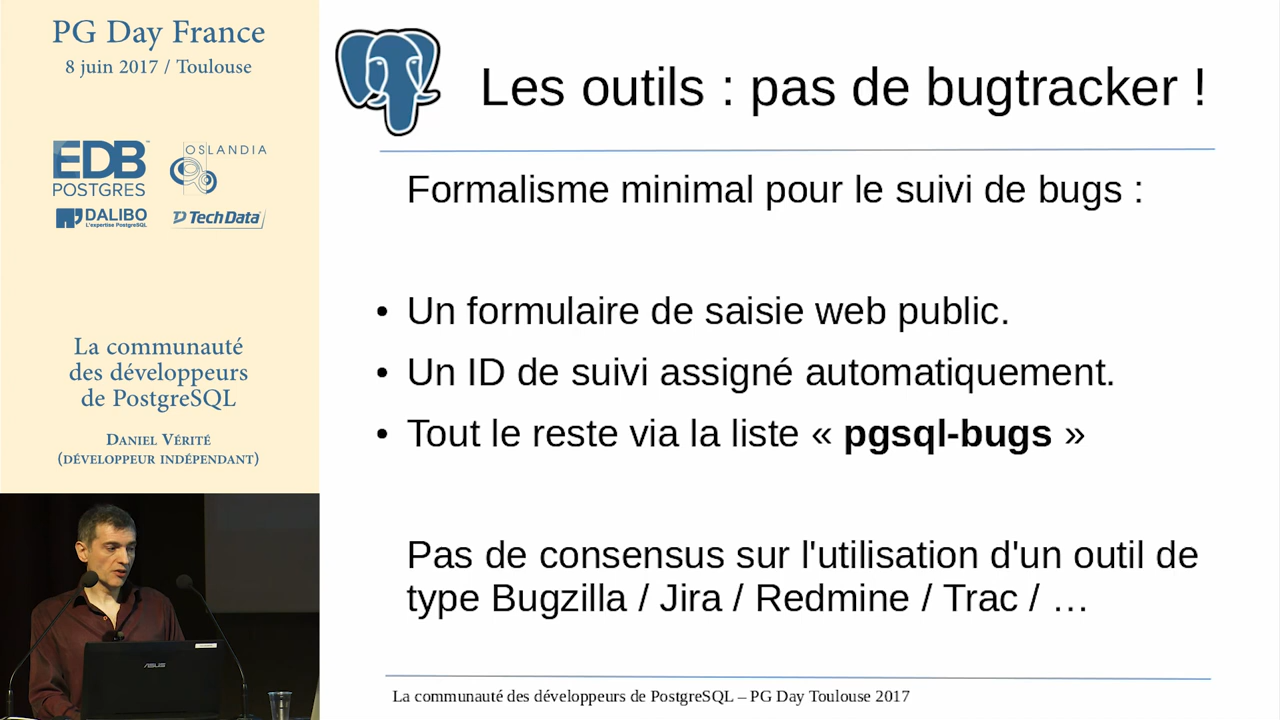 PG Day France
8 juin 2017 / Toulouse
EDB
POSTGRES
OSLANDIA
DALIBO
L'expertise PostgreSQL
TechData
La communauté
des développeurs
de PostgreSQL
Daniel Vérité
(développeur indépendant)
ASUS
Les outils : pas de bugtracker !
Formalisme minimal pour le suivi de bugs :
• Un formulaire de saisie web public.
• Un ID de suivi assigné automatiquement.
• Tout le reste via la liste « pgsql-bugs »
Pas de consensus sur l'utilisation d'un outil de
type Bugzilla / Jira / Redmine / Trac / …
La communauté des développeurs de PostgreSQL – PG Day Toulouse 2017